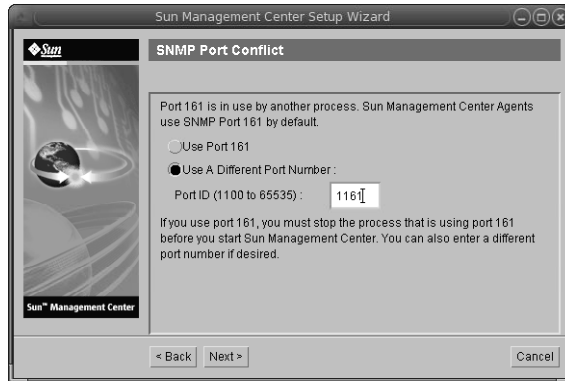 Sun Management Center Setup Wizard
Sun
SNMP Port Conflict
Port 161 is in use by another process. Sun Management Center Agents
use SNMP Port 161 by default.
Use Port 161
Use A Different Port Number :
Port ID (1100 to 65535) :
1161
If you use port 161, you must stop the process that is using port 161
before you start Sun Management Center. You can also enter a different
port number if desired.
Sun™ Management Center
< Back
Next >
Cancel